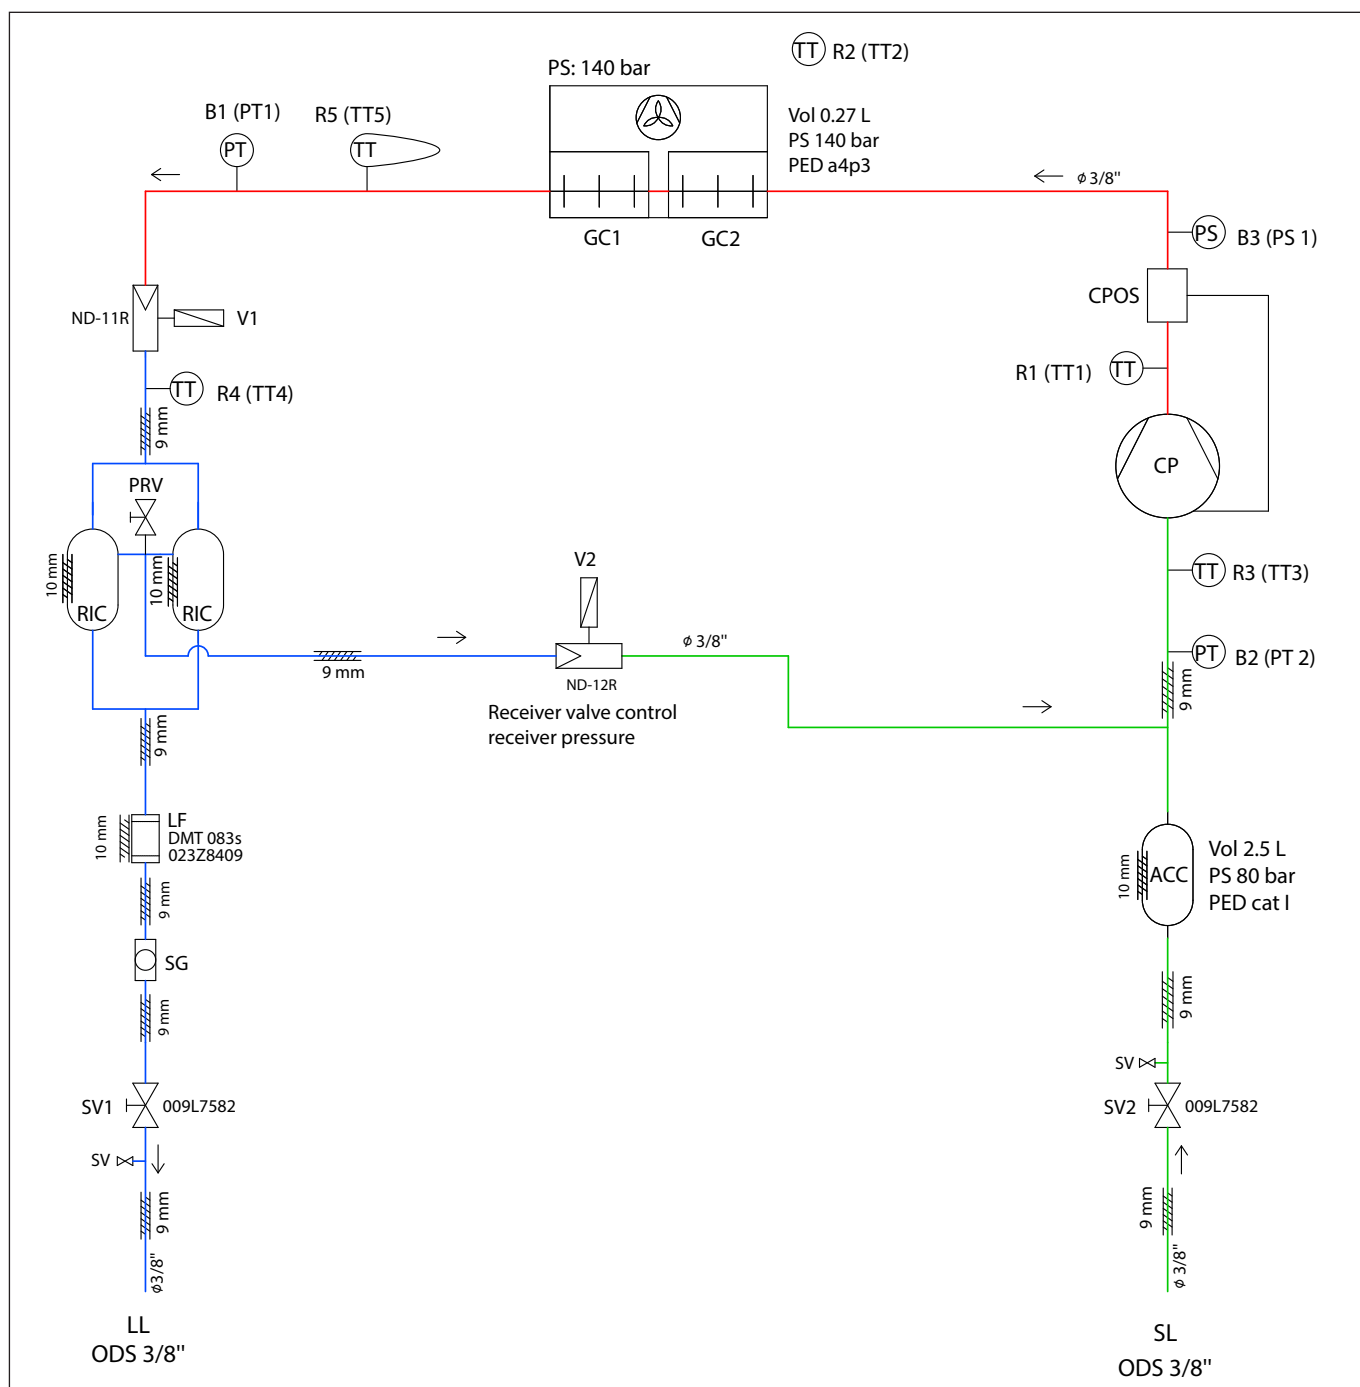 TT R2 (TT2)
PS: 140 bar
B1 (PT1)
R5 (TT5)
Vol 0.27 L
PS 140 bar
PED a4p3
PT
TT
ϕ 3/8"
GC1
GC2
PS B3 (PS 1)
CPOS
ND-11R
V1
R1 (TT1) TT
TT R4 (TT4)
9 mm
CP
PRV
V2
TT R3 (TT3)
10 mm
10 mm
RIC
RIC
ϕ 3/8"
PT B2 (PT 2)
9 mm
9 mm
ND-12R
Receiver valve control
receiver pressure
9 mm
LF
DMT 083s
023Z8409
10 mm
Vol 2.5 L
PS 80 bar
PED cat I
ACC
10 mm
9 mm
SG
9 mm
9 mm
SV
SV1 009L7582
SV2 009L7582
SV
9 mm
9 mm
ϕ3/8"
ϕ 3/8"
LL
ODS 3/8"
SL
ODS 3/8"